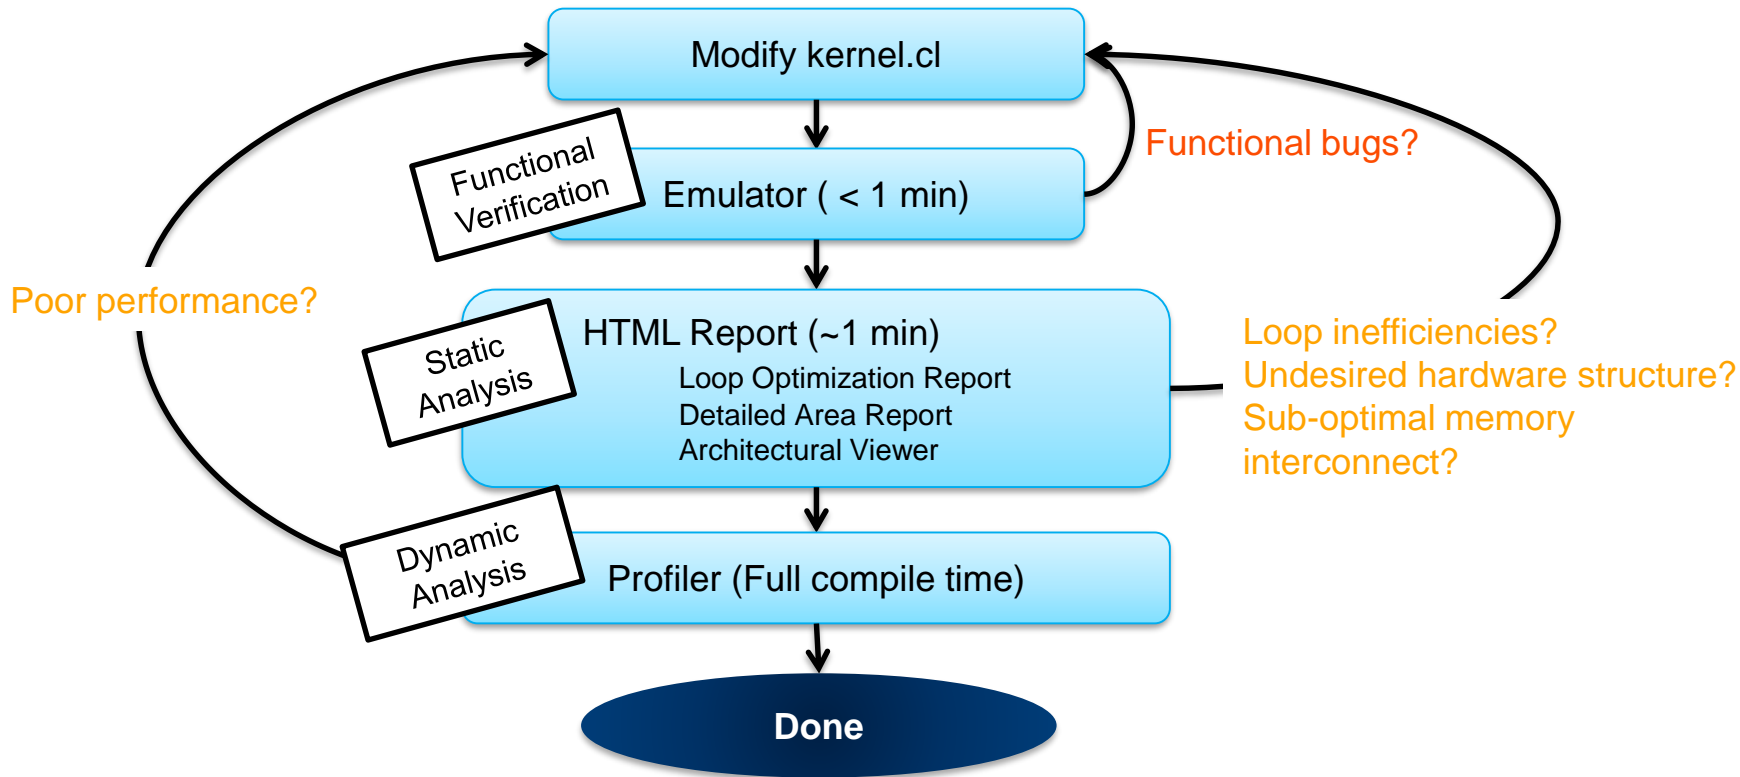 Modify kernel.cl
Functional
Verification
Emulator ( < 1 min)
Functional bugs?
Poor performance?
Static
Analysis
HTML Report (~1 min)
Loop Optimization Report
Detailed Area Report
Architectural Viewer
Loop inefficiencies?
Undesired hardware structure?
Sub-optimal memory
interconnect?
Dynamic
Analysis
Profiler (Full compile time)
Done